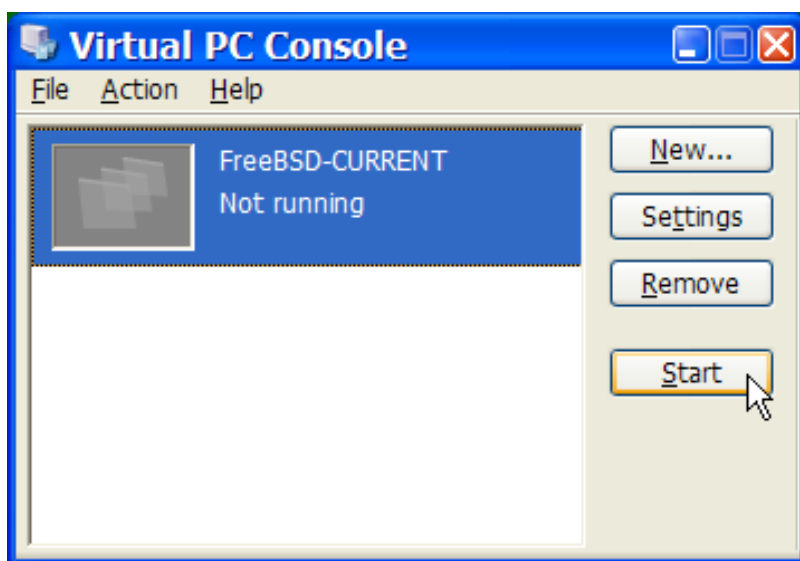 Virtual PC Console
File Action Help
FreeBSD-CURRENT
Not running
New...
Settings
Remove
Start